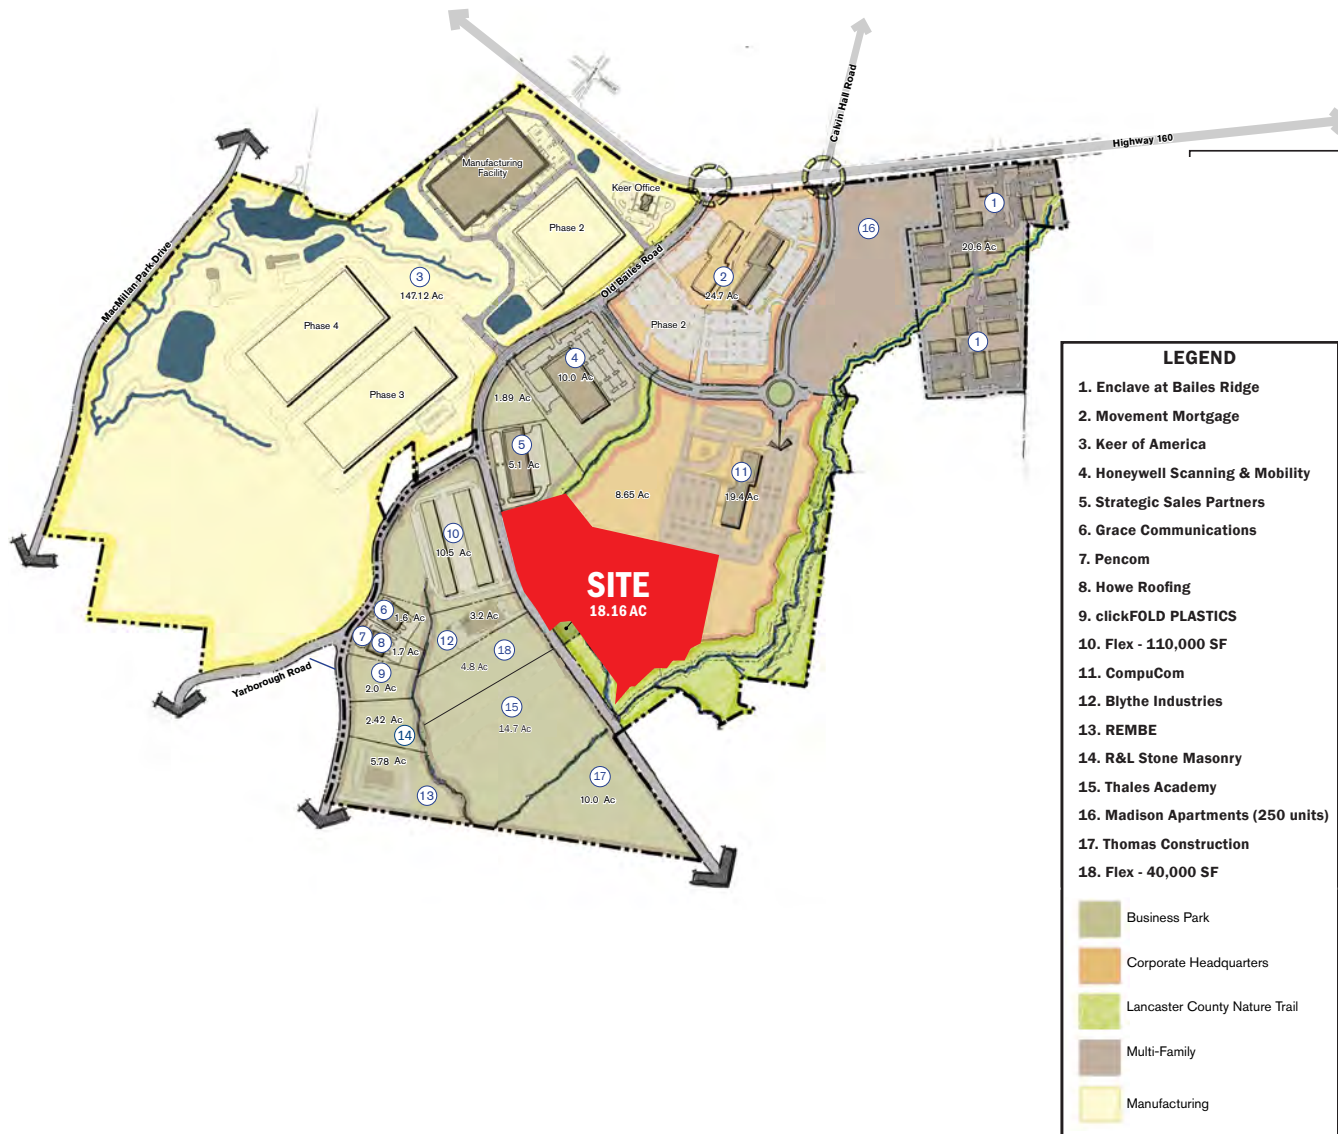 Calvin Hall Road
Highway 160
Manufacturing
Facility
Keer Office
Phase 2
1
16
20.6 Ac
MacMillan Park Drive
Old Bailes Road
2
24.7 Ac
3
147.12 Ac
Phase 4
Phase 2
1
4
10.0 Ac
Phase 3
1.89 Ac
5
5.1 Ac
11
19.4 Ac
8.65 Ac
10
10.5 Ac
SITE
18.16 AC
6
1.6 Ac
3.2 Ac
7
8
1.7 Ac
12
18
4.8 Ac
Yarborough Road
9
2.0 Ac
15
14.7 Ac
2.42 Ac
14
5.78 Ac
13
17
10.0 Ac
LEGEND
1. Enclave at Bailes Ridge
2. Movement Mortgage
3. Keer of America
4. Honeywell Scanning & Mobility
5. Strategic Sales Partners
6. Grace Communications
7. Pencom
8. Howe Roofing
9. clickFOLD PLASTICS
10. Flex - 110,000 SF
11. CompuCom
12. Blythe Industries
13. REMBE
14. R&L Stone Masonry
15. Thales Academy
16. Madison Apartments (250 units)
17. Thomas Construction
18. Flex - 40,000 SF
Business Park
Corporate Headquarters
Lancaster County Nature Trail
Multi-Family
Manufacturing